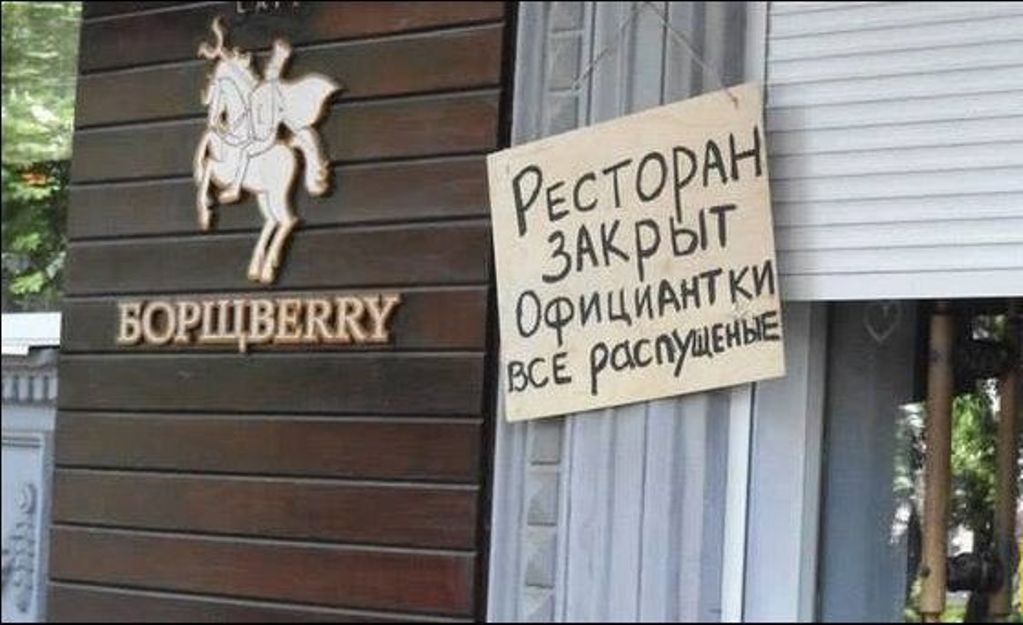 БОРЩBERRY
РЕСТОРАН
ЗАКРЫТ
ОФИЦИАНТКИ
ВСЕ РАСПУЩЕНЫЕ